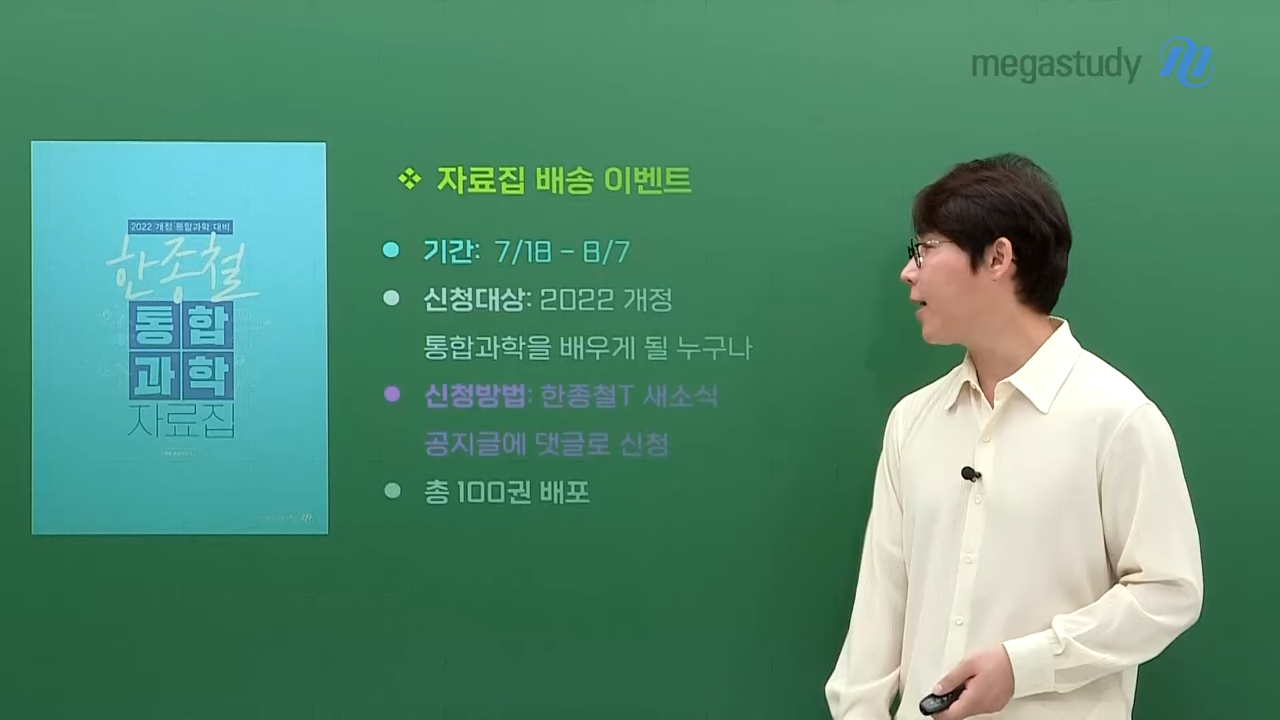 megastudy
2022 개정 통합과학 대비
한종철
통합
과학
자료집
자료집 배송 이벤트
기간: 7/18 - 8/7
신청대상: 2022 개정
통합과학을 배우게 될 누구나
신청방법: 한종철T 새소식
공지글에 댓글로 신청
총 100권 배포